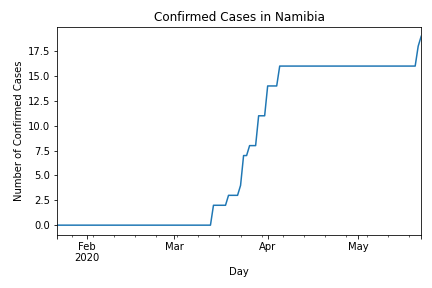 Confirmed Cases in Namibia
Number of Confirmed Cases
17.5
15.0
12.5
10.0
7.5
5.0
2.5
0.0
Feb Mar Apr May
2020
Day